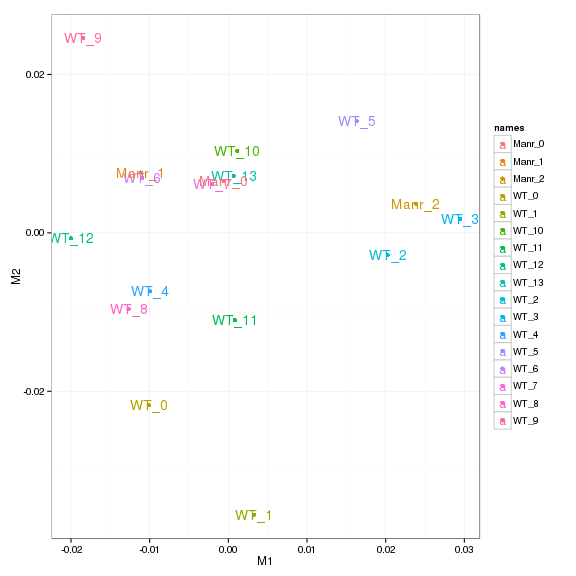 WT_9
0.02
WT_5
names
WT_10
Manr_0
Manr_1
WT_6
WT_13
WT_7
Manr_0
Manr_1
Manr_2
Manr_2
WT_0
WT_3
WT_1
0.00
WT_12
WT_10
WT_2
WT_11
M2
WT_12
WT_4
WT_13
WT_8
WT_2
WT_11
WT_3
WT_4
WT_5
WT_6
-0.02
WT_7
WT_0
WT_8
WT_9
WT_1
-0.02
-0.01
0.00
0.01
0.02
0.03
M1